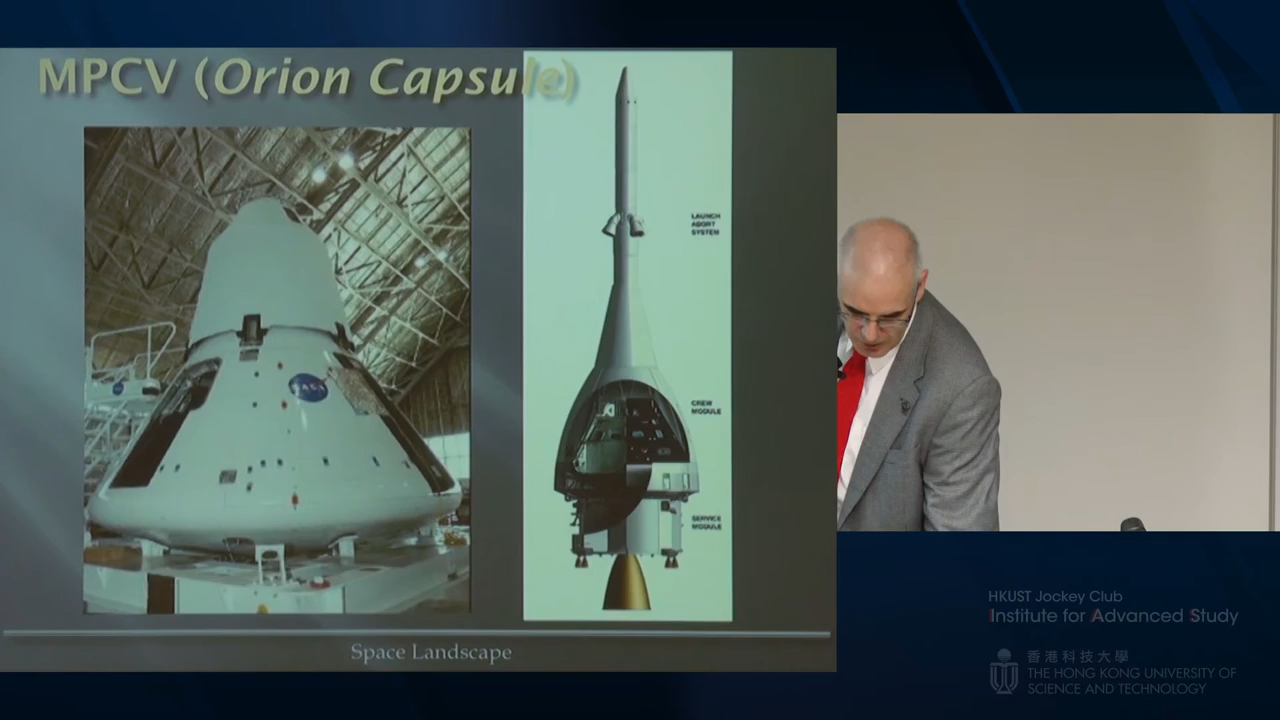 MPCV (Orion Capsule)
LAUNCH
ABORT
SYSTEM
NASA
CREW
MODULE
SERVICE
MODULE
Space Landscape
HKUST Jockey Club
Institute for Advanced Study
香港科技大學
THE HONG KONG UNIVERSITY OF
SCIENCE AND TECHNOLOGY